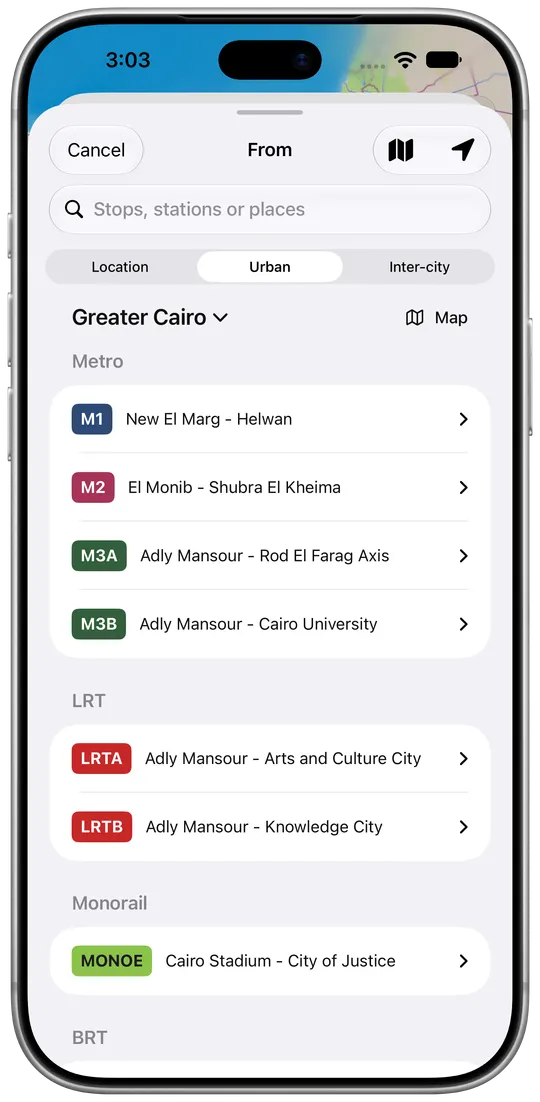 3:03
Cancel
From
Stops, stations or places
Location Urban Inter-city
Greater Cairo Map
Metro
M1 New El Marg - Helwan
M2 El Monib - Shubra El Kheima
M3A Adly Mansour - Rod El Farag Axis
M3B Adly Mansour - Cairo University
LRT
LRTA Adly Mansour - Arts and Culture City
LRTB Adly Mansour - Knowledge City
Monorail
MONOE Cairo Stadium - City of Justice
BRT